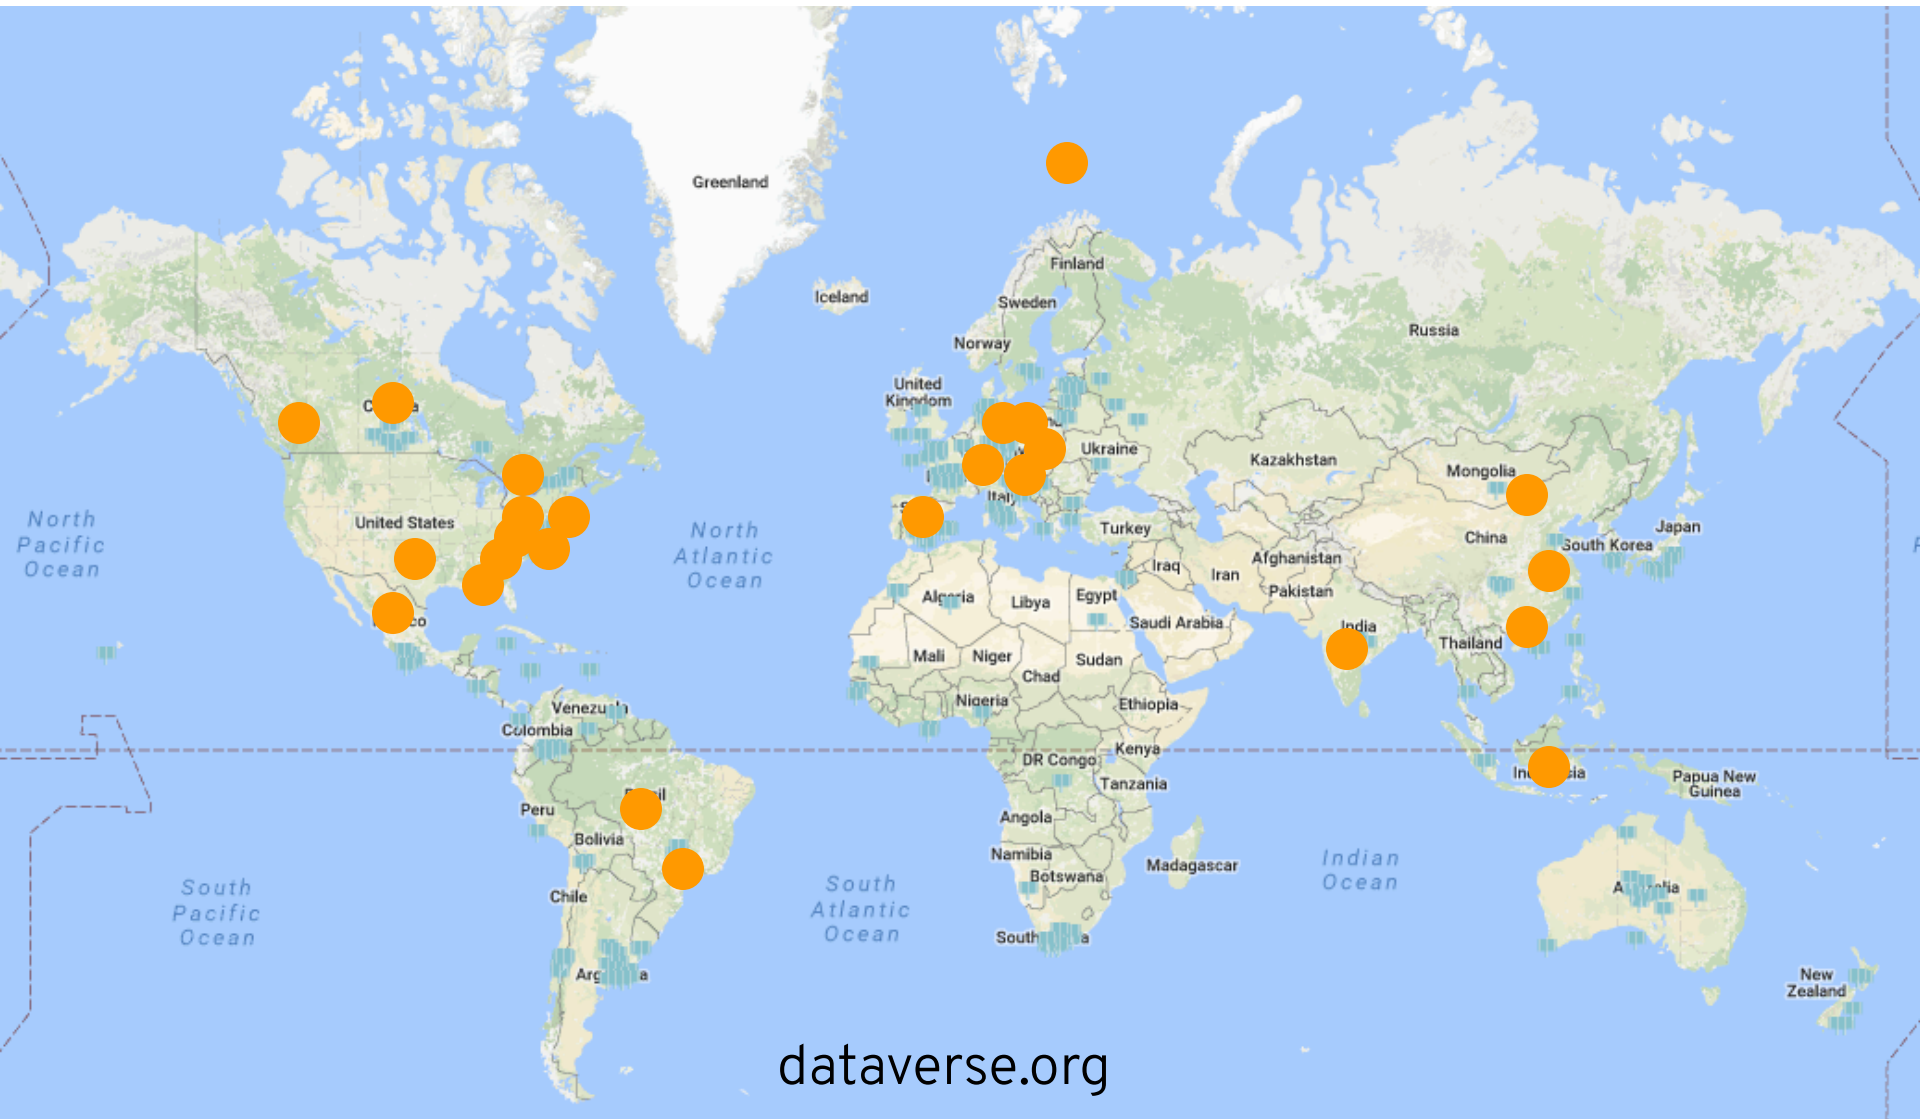 Greenland
Finland
Iceland
Sweden
Russia
Norway
United
Kingdom
Ukraine
Kazakhstan
Mongolia
Italy
North
Pacific
Ocean
United States
North
Atlantic
Ocean
Turkey
China
Japan
South Korea
Afghanistan
Iraq
Iran
Pakistan
Algeria
Libya
Egypt
Saudi Arabia
India
Thailand
Mali
Niger
Sudan
Chad
Nigeria
Ethiopia
Venezuela
Colombia
Kenya
DR Congo
Tanzania
Papua New
Guinea
Peru
Angola
Bolivia
Namibia
Madagascar
Botswana
Indian
Ocean
Chile
South
Pacific
Ocean
South
Atlantic
Ocean
South
New
Zealand
dataverse.org